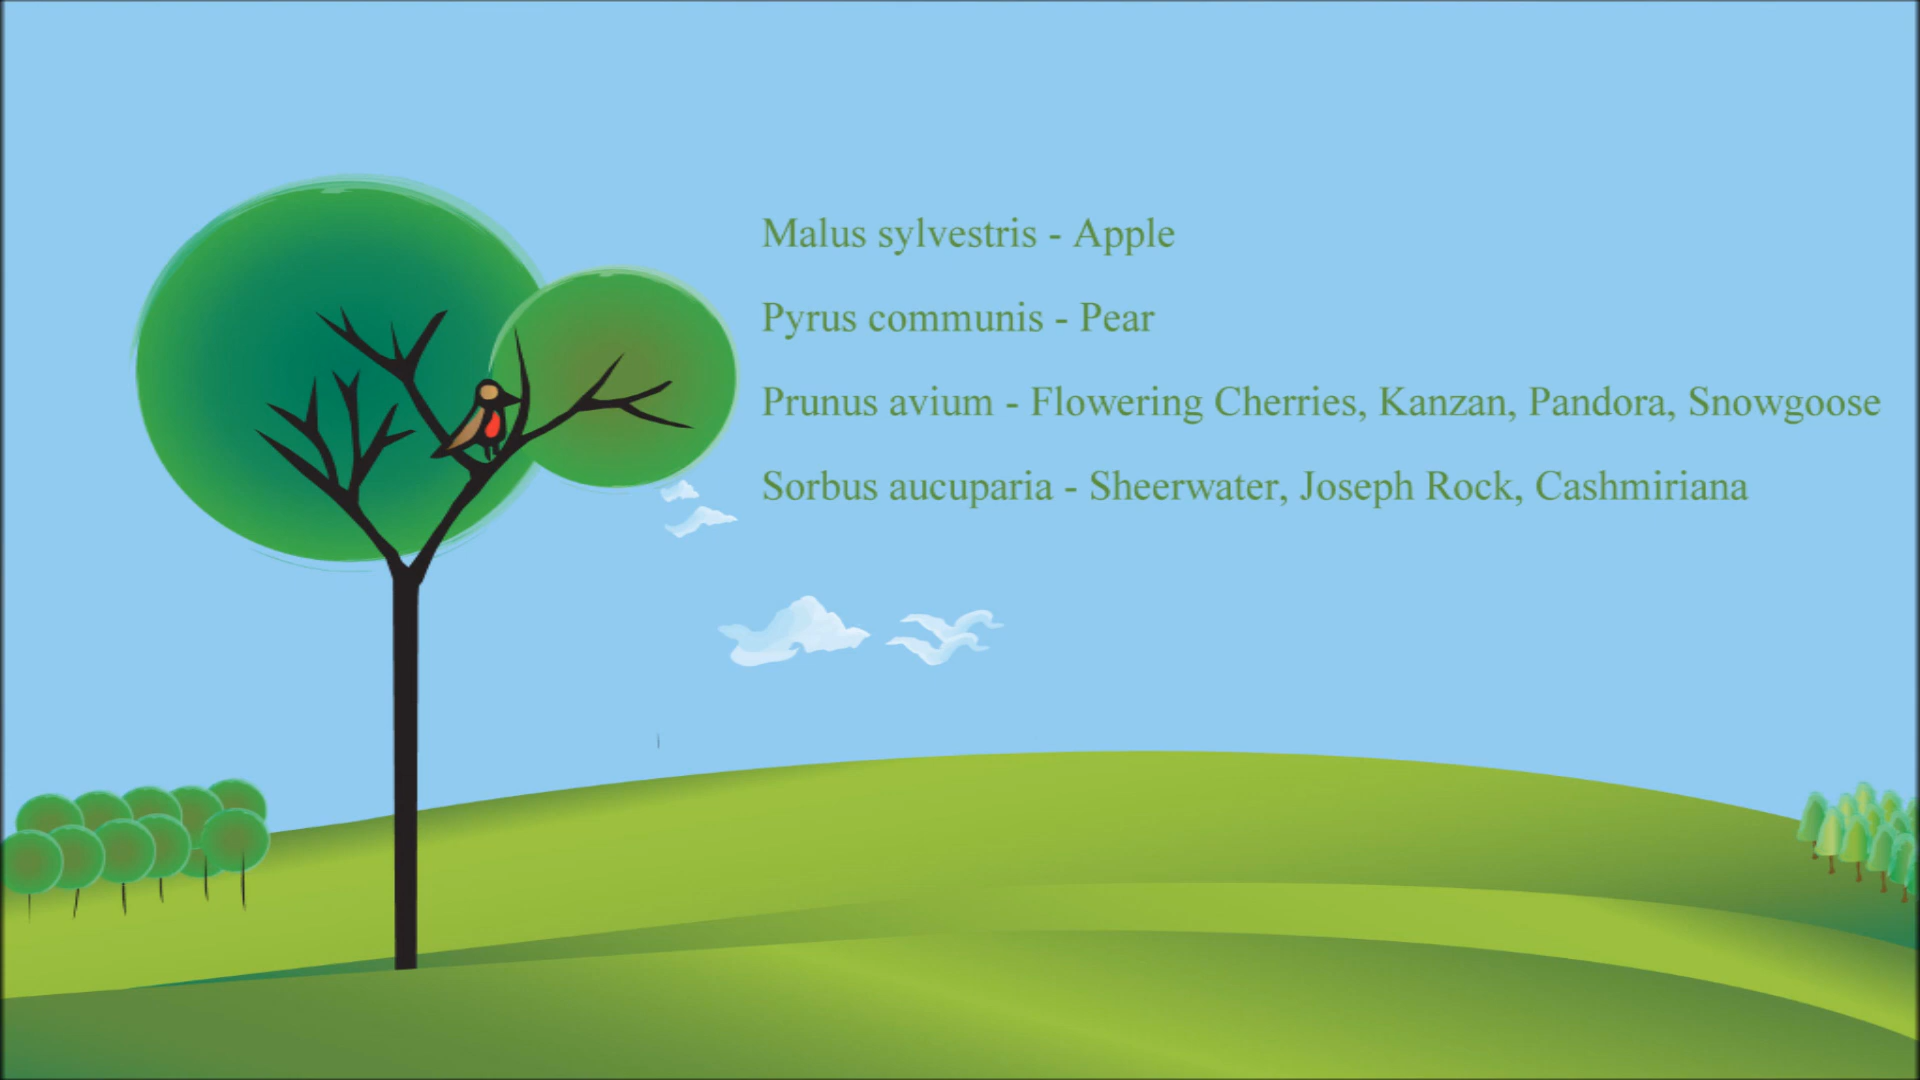 Malus sylvestris - Apple
Pyrus communis - Pear
Prunus avium - Flowering Cherries, Kanzan, Pandora, Snowgoose
Sorbus aucuparia - Sheerwater, Joseph Rock, Cashmiriana